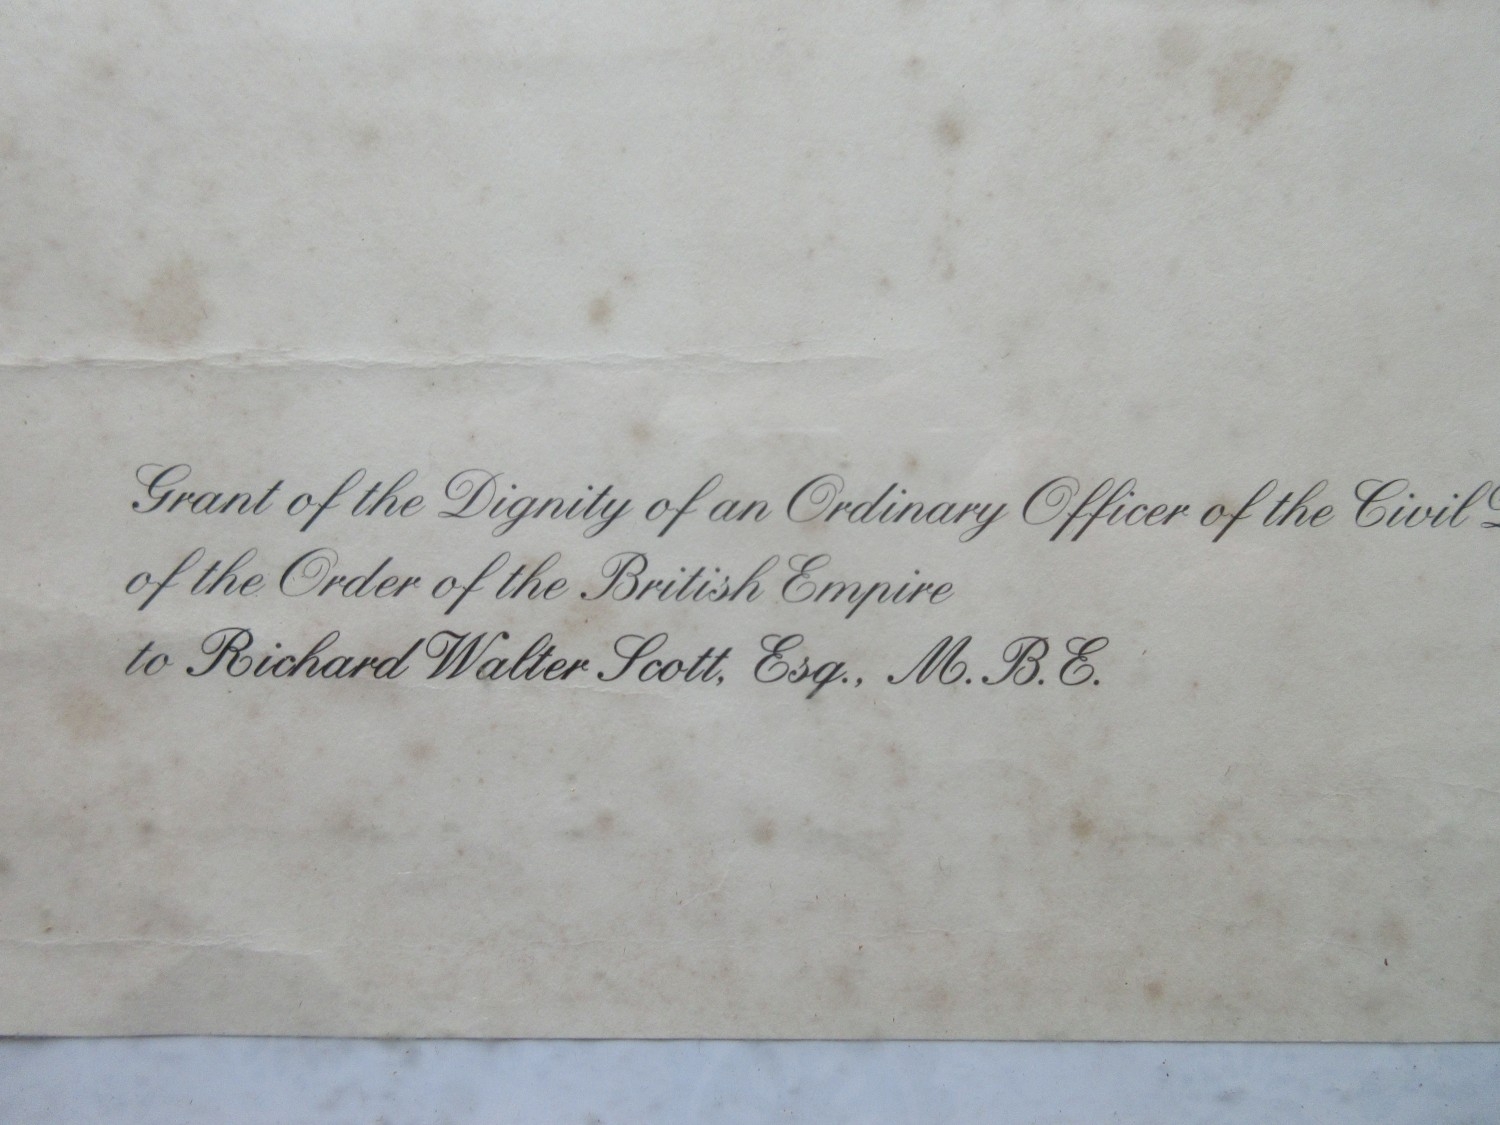 Grant of the Dignity of an Ordinary Officer of the Civil
of the Order of the British Empire
to Richard Walter Scott, Esq., M.B.E.